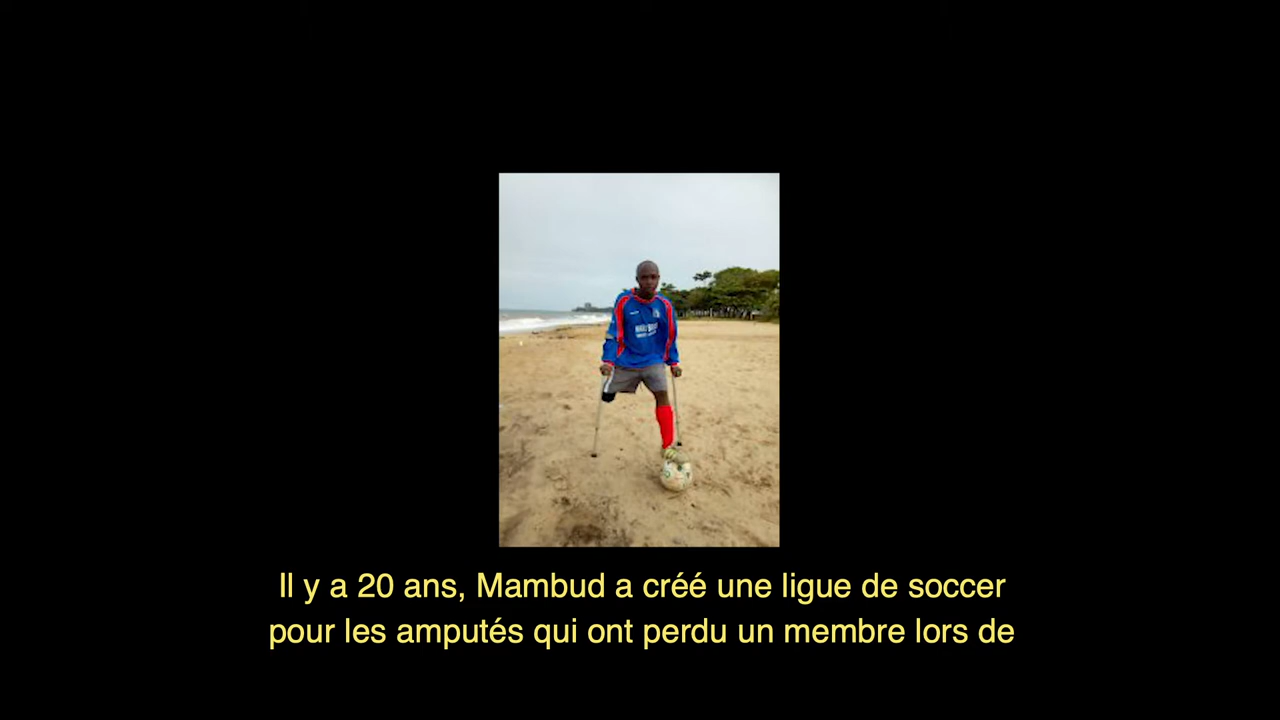 Il y a 20 ans, Mambud a créé une ligue de soccer
pour les amputés qui ont perdu un membre lors de